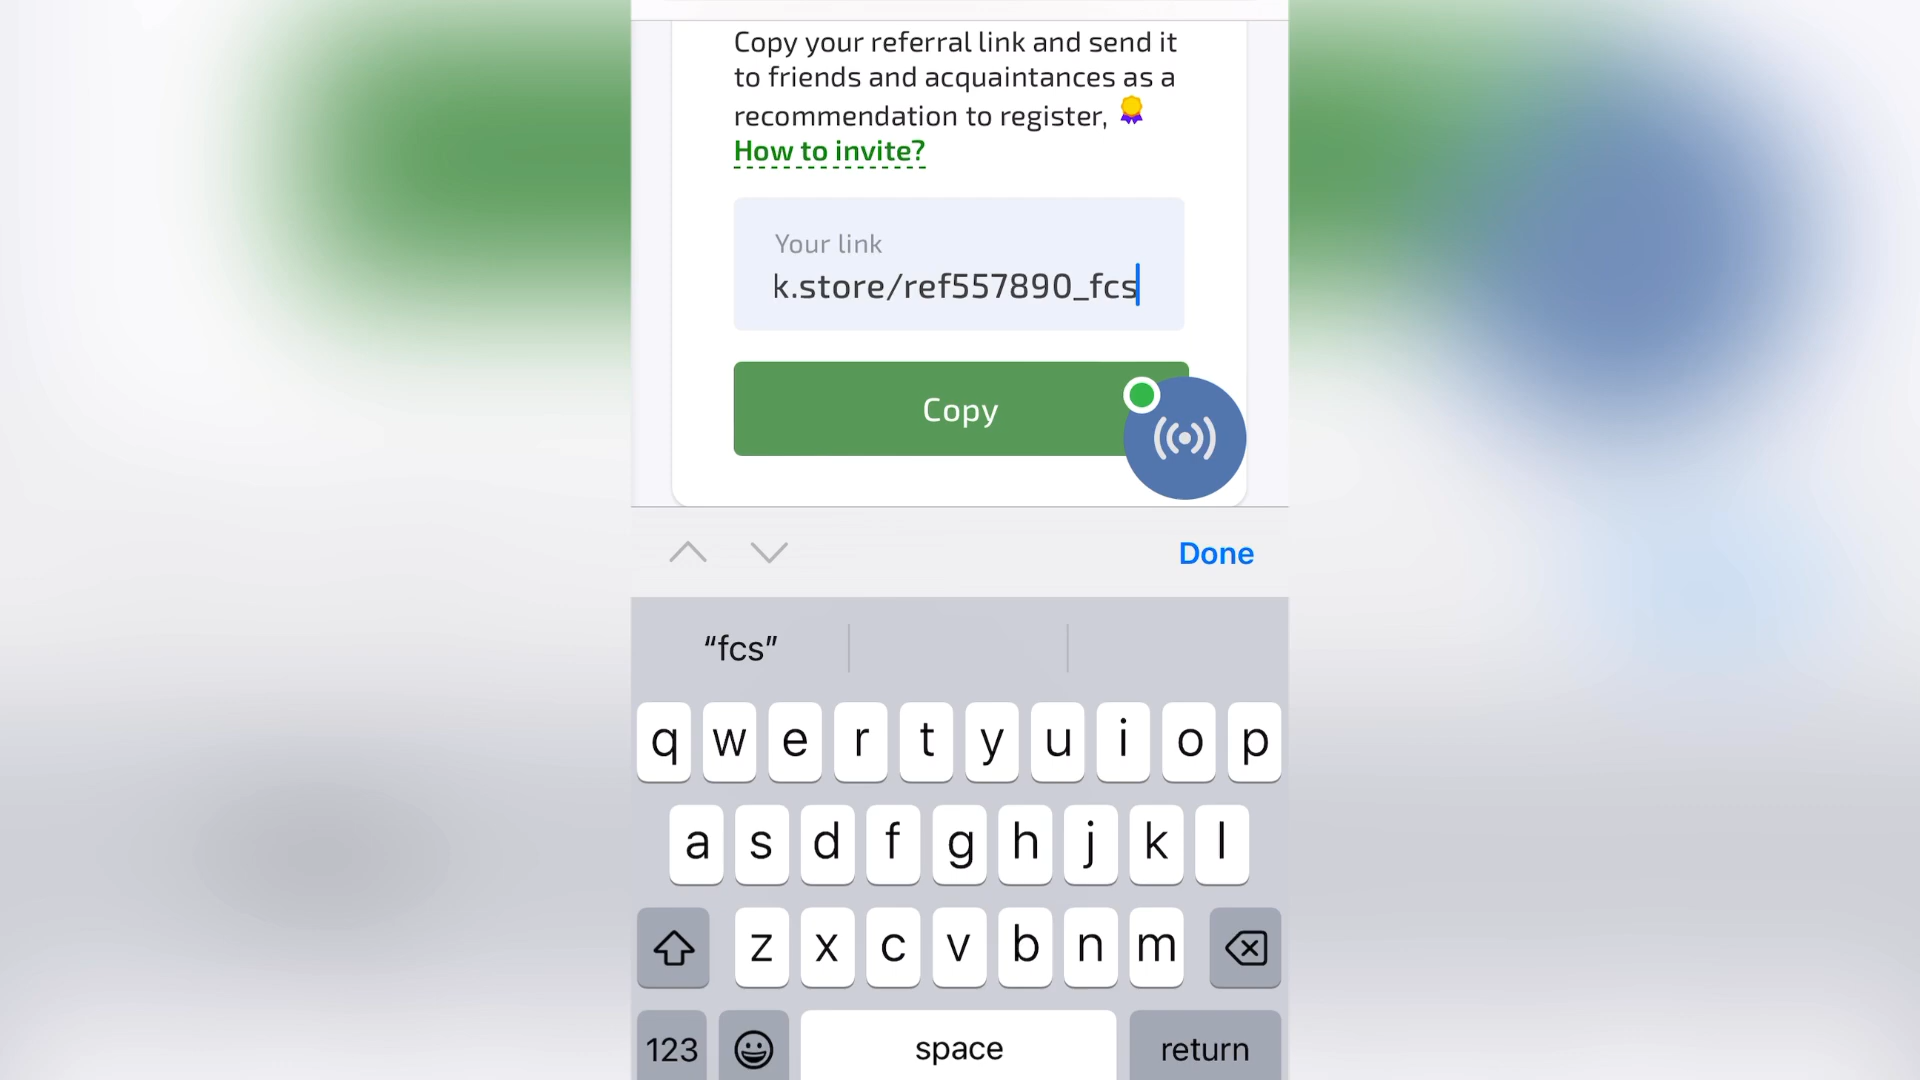 Copy your referral link and send it
to friends and acquaintances as a
recommendation to register,
How to invite?
Your link
k.store/ref557890_fcs
Copy
Done
“fcs”
q w e r t y u i o p
a s d f g h j k l
z x c v b n m
123 space return